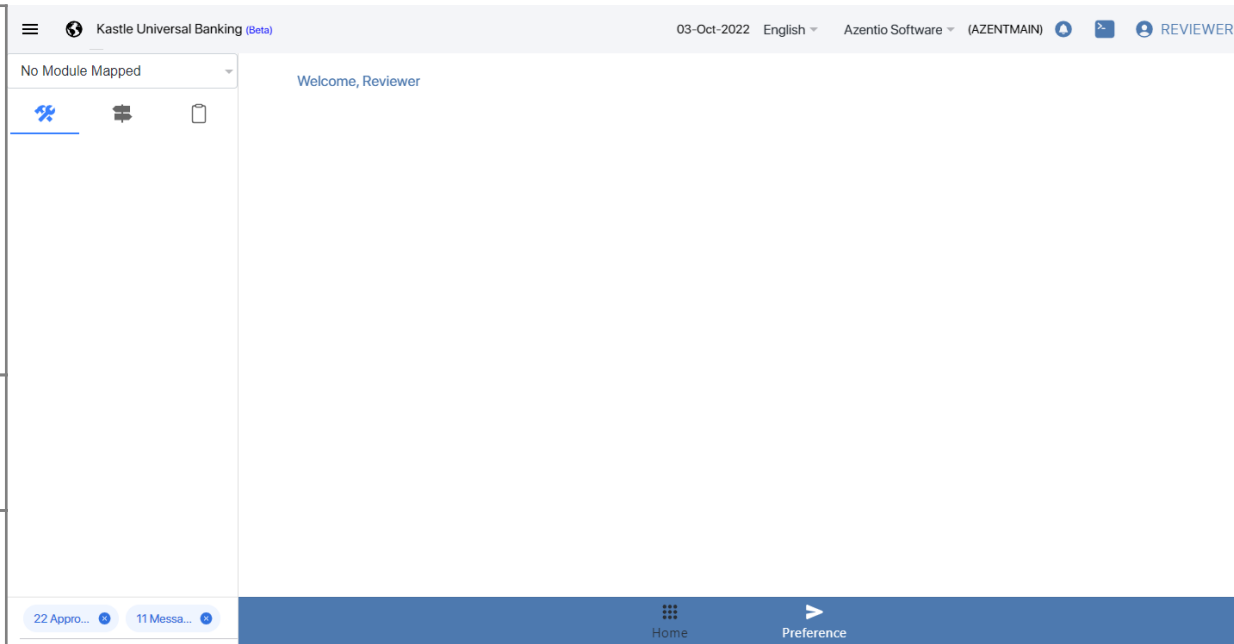 Kastle Universal Banking (Beta) 03-Oct-2022 English Azentio Software (AZENTMAIN) REVIEWER
No Module Mapped
Welcome, Reviewer
22 Appro... 11 Messa...
Home Preference